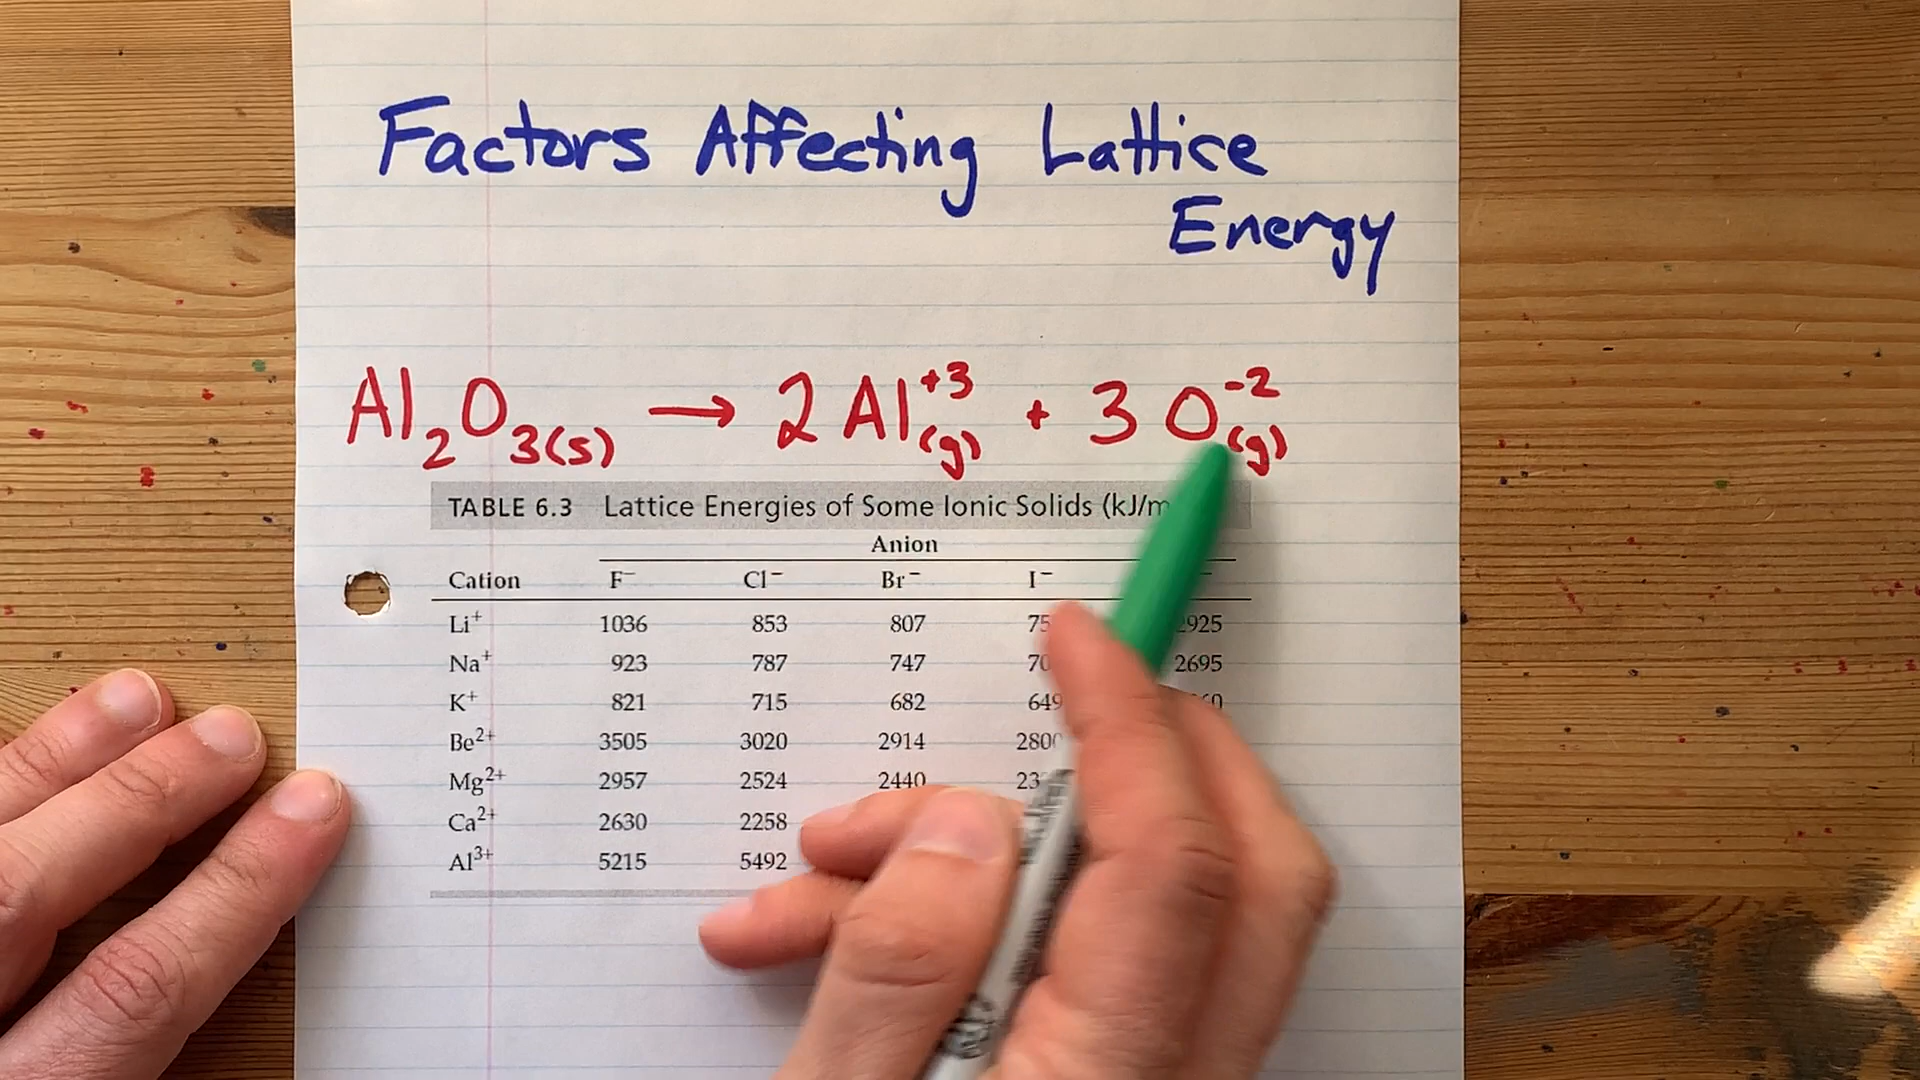 Factors Affecting Lattice
Energy
Al₂O₃(s) → 2 Al⁺³(g) + 3 O⁻²(g)
TABLE 6.3 Lattice Energies of Some Ionic Solids
Anion
Cation F⁻ Cl⁻ Br⁻ I⁻
Li⁺ 1036 853 807
Na⁺ 923 787 747 2695
K⁺ 821 715 682 649
Be²⁺ 3505 3020 2914 2800
Mg²⁺ 2957 2524 2440
Ca²⁺ 2630 2258
Al³⁺ 5215 5492